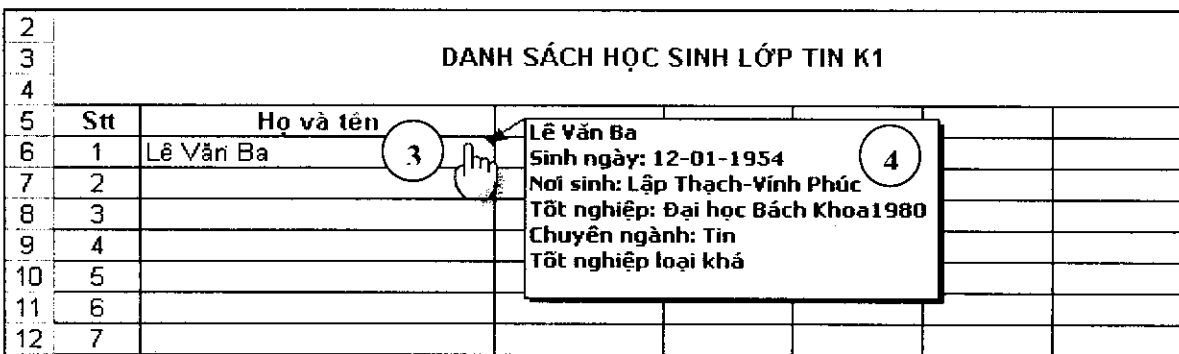 2
3 DANH SÁCH HỌC SINH LỚP TIN K1
4
5 Stt Họ và tên
6 1 Lê Văn Ba 3
7 2
8 3
9 4
10 5
11 6
12 7
Lê Văn Ba 4
Sinh ngày: 12-01-1954
Nơi sinh: Lập Thạch-Vính Phúc
Tốt nghiệp: Đại học Bách Khoa1980
Chuyên ngành: Tin
Tốt nghiệp loại khá